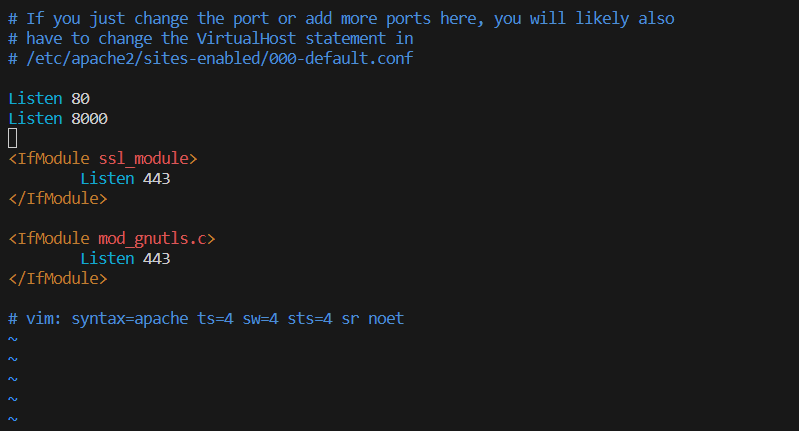 # If you just change the port or add more ports here, you will likely also
# have to change the VirtualHost statement in
# /etc/apache2/sites-enabled/000-default.conf
Listen 80
Listen 8000
<IfModule ssl_module>
        Listen 443
</IfModule>
<IfModule mod_gnutls.c>
        Listen 443
</IfModule>
# vim: syntax=apache ts=4 sw=4 sts=4 sr noet
~
~
~
~
~